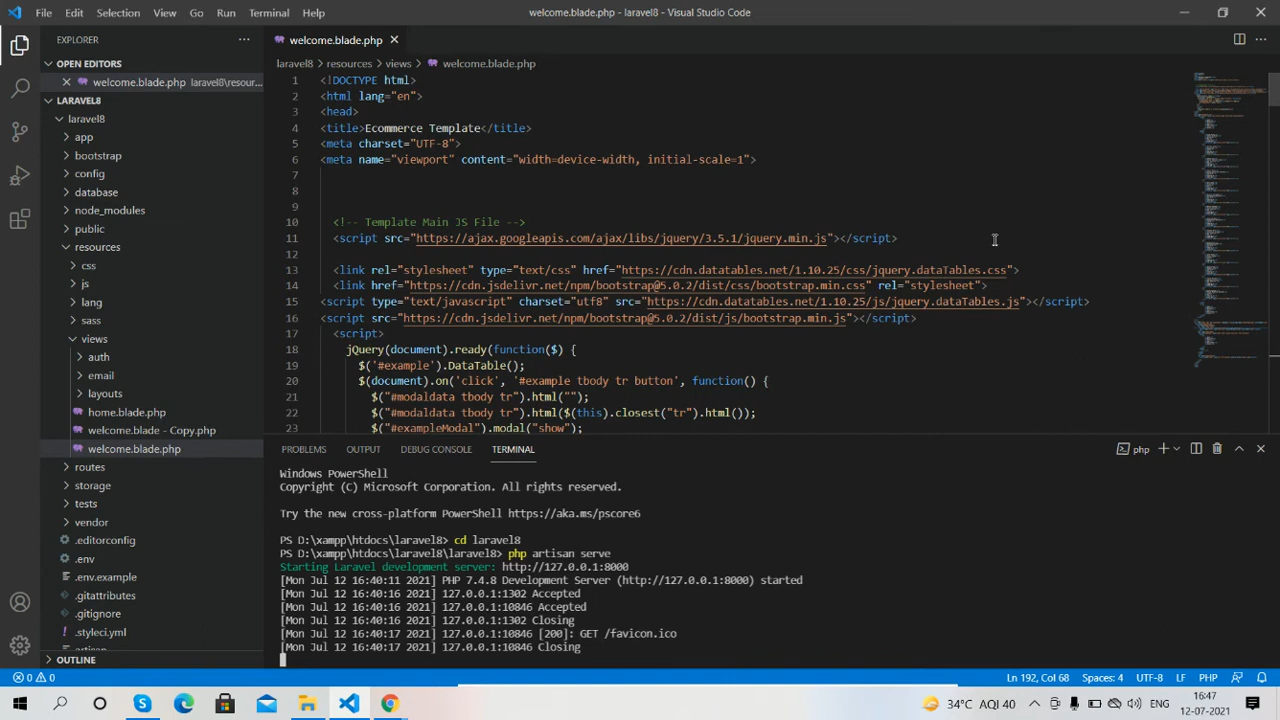 File Edit Selection View Go Run Terminal Help
welcome.blade.php - laravel8 - Visual Studio Code
EXPLORER
OPEN EDITORS
welcome.blade.php laravel8\resour...
LARAVEL8
laravel8
app
bootstrap
config
database
node_modules
public
resources
css
js
lang
sass
views
auth
email
layouts
home.blade.php
welcome.blade - Copy.php
welcome.blade.php
routes
storage
tests
vendor
.editorconfig
.env
.env.example
.gitattributes
.gitignore
.styleci.yml
artisan
OUTLINE
welcome.blade.php
laravel8 > resources > views > welcome.blade.php
1 <!DOCTYPE html>
2 <html lang="en">
3 <head>
4 <title>Ecommerce Template</title>
5 <meta charset="UTF-8">
6 <meta name="viewport" content="width=device-width, initial-scale=1">
7
8
9
10 <!-- Template Main JS File -->
11 <script src="https://ajax.googleapis.com/ajax/libs/jquery/3.5.1/jquery.min.js"></script>
12
13 <link rel="stylesheet" type="text/css" href="https://cdn.datatables.net/1.10.25/css/jquery.dataTables.css">
14 <link href="https://cdn.jsdelivr.net/npm/bootstrap@5.0.2/dist/css/bootstrap.min.css" rel="stylesheet">
15 <script type="text/javascript" charset="utf8" src="https://cdn.datatables.net/1.10.25/js/jquery.dataTables.js"></script>
16 <script src="https://cdn.jsdelivr.net/npm/bootstrap@5.0.2/dist/js/bootstrap.min.js"></script>
17 <script>
18 jQuery(document).ready(function($) {
19 $('#example').DataTable();
20 $(document).on('click', '#example tbody tr button', function() {
21 $("#modaldata tbody tr").html("");
22 $("#modaldata tbody tr").html($(this).closest("tr").html());
23 $("#exampleModal").modal("show");
PROBLEMS OUTPUT DEBUG CONSOLE TERMINAL
php
Windows PowerShell
Copyright (C) Microsoft Corporation. All rights reserved.
Try the new cross-platform PowerShell https://aka.ms/pscore6
PS D:\xampp\htdocs\laravel8> cd laravel8
PS D:\xampp\htdocs\laravel8\laravel8> php artisan serve
Starting Laravel development server: http://127.0.0.1:8000
[Mon Jul 12 16:40:11 2021] PHP 7.4.8 Development Server (http://127.0.0.1:8000) started
[Mon Jul 12 16:40:16 2021] 127.0.0.1:1302 Accepted
[Mon Jul 12 16:40:16 2021] 127.0.0.1:10846 Accepted
[Mon Jul 12 16:40:16 2021] 127.0.0.1:1302 Closing
[Mon Jul 12 16:40:17 2021] 127.0.0.1:10846 [200]: GET /favicon.ico
[Mon Jul 12 16:40:17 2021] 127.0.0.1:10846 Closing
0 0
Ln 192, Col 68 Spaces: 4 UTF-8 LF PHP
34°C AQI 40 ENG
16:47
12-07-2021